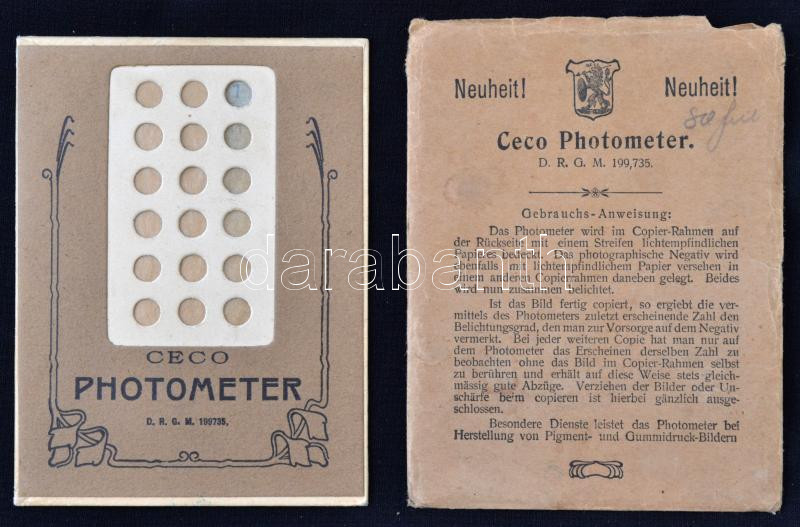 1
CECO
PHOTOMETER
D. R. G. M. 199735.
Neuheit! Neuheit!
Ceco Photometer.
D. R. G. M. 199,735.
Gebrauchs-Anweisung:
Das Photometer wird im Copier-Rahmen auf
der Rückseite mit einem Streifen lichtempfindlichen
Papieres bedeckt. Das photographische Negativ wird
ebenfalls mit lichtempfindlichem Papier versehen in
einem anderen Copierrahmen daneben gelegt. Beides
wird nun zusammen belichtet.
Ist das Bild fertig copiert, so ergiebt die ver-
mittels des Photometers zuletzt erscheinende Zahl den
Belichtungsgrad, den man zur Vorsorge auf dem Negativ
vermerkt. Bei jeder weiteren Copie hat man nur auf
dem Photometer das Erscheinen derselben Zahl zu
beobachten ohne das Bild im Copier-Rahmen selbst
zu berühren und erhält auf diese Weise stets gleich-
mässig gute Abzüge. Verziehen der Bilder oder Un-
schärfe beim copieren ist hierbei gänzlich ausge-
schlossen.
Besondere Dienste leistet das Photometer bei
Herstellung von Pigment- und Gummidruck-Bildern
darabanth.com